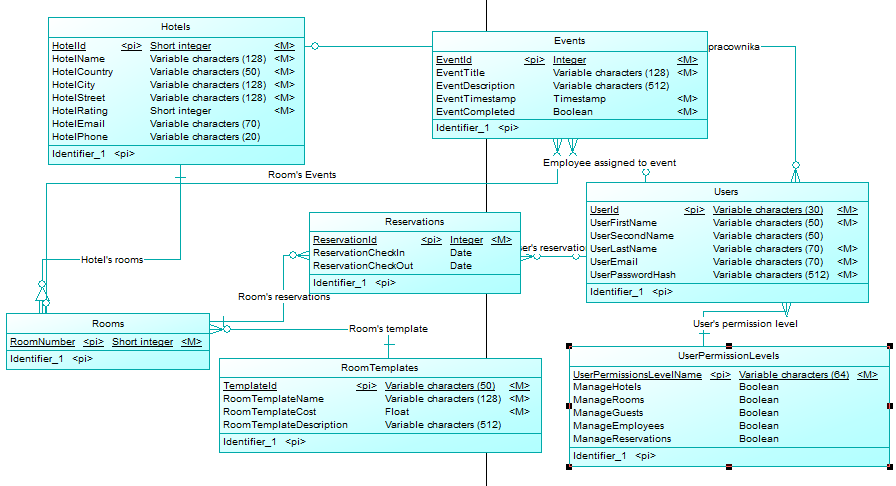 Hotels
HotelId <pi> Short integer <M>
HotelName Variable characters (128) <M>
HotelCountry Variable characters (50) <M>
HotelCity Variable characters (128) <M>
HotelStreet Variable characters (128) <M>
HotelRating Short integer <M>
HotelEmail Variable characters (70)
HotelPhone Variable characters (20)
Identifier_1 <pi>
Events
EventId <pi> Integer <M>
EventTitle Variable characters (128) <M>
EventDescription Variable characters (512)
EventTimestamp Timestamp <M>
EventCompleted Boolean <M>
Identifier_1 <pi>
pracownika
Employee assigned to event
Room's Events
Users
UserId <pi> Variable characters (30) <M>
UserFirstName Variable characters (50) <M>
UserSecondName Variable characters (50)
UserLastName Variable characters (70) <M>
UserEmail Variable characters (70) <M>
UserPasswordHash Variable characters (512) <M>
Identifier_1 <pi>
Reservations
ReservationId <pi> Integer <M>
ReservationCheckIn Date
ReservationCheckOut Date
Identifier_1 <pi>
ser's reservatio
Hotel's rooms
Room's reservations
Rooms
RoomNumber <pi> Short integer <M>
Identifier_1 <pi>
Room's template
User's permission level
RoomTemplates
TemplateId <pi> Variable characters (50) <M>
RoomTemplateName Variable characters (128) <M>
RoomTemplateCost Float <M>
RoomTemplateDescription Variable characters (512)
Identifier_1 <pi>
UserPermissionLevels
UserPermissionsLevelName <pi> Variable characters (64) <M>
ManageHotels Boolean
ManageRooms Boolean
ManageGuests Boolean
ManageEmployees Boolean
ManageReservations Boolean
Identifier_1 <pi>